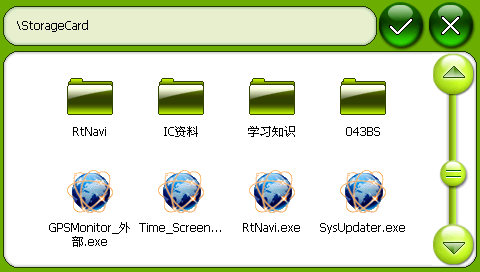 \StorageCard
RtNavi
IC资料
学习知识
043BS
GPSMonitor_外
部.exe
Time_Screen...
RtNavi.exe
SysUpdater.exe